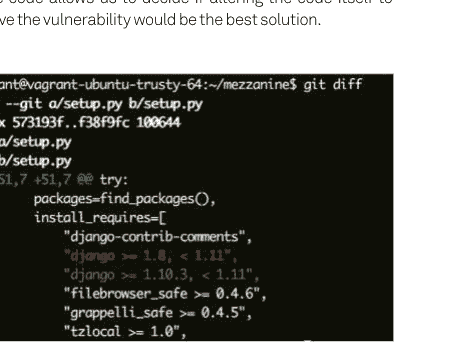 e code allows us to decide if altering the code itself to
ve the vulnerability would be the best solution.
ant@vagrant-ubuntu-trusty-64:~/mezzanine$ git diff
--git a/setup.py b/setup.py
x 573193f..f38f9fc 100644
a/setup.py
b/setup.py
51,7 +51,7 @@ try:
packages=find_packages(),
install_requires=[
"django-contrib-comments",
"django >= 1.8, < 1.11",
"django >= 1.10.3, < 1.11",
"filebrowser_safe >= 0.4.6",
"grappelli_safe >= 0.4.5",
"tzlocal >= 1.0",